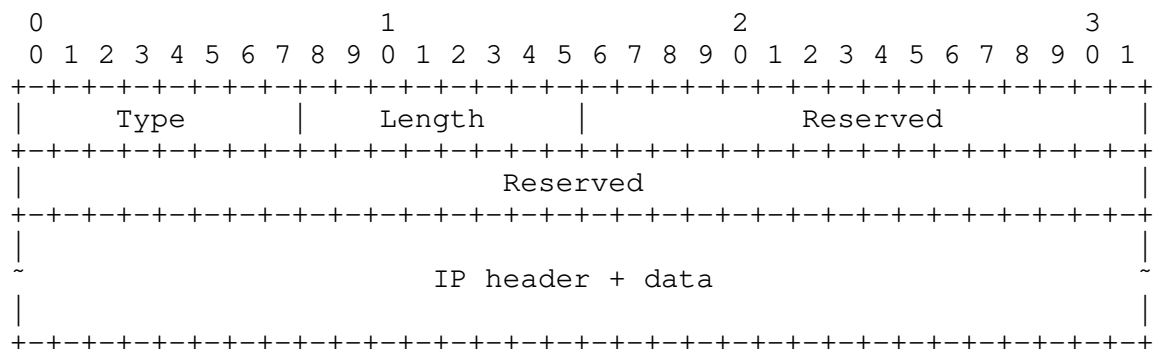 0                   1                   2                   3
 0 1 2 3 4 5 6 7 8 9 0 1 2 3 4 5 6 7 8 9 0 1 2 3 4 5 6 7 8 9 0 1
+-+-+-+-+-+-+-+-+-+-+-+-+-+-+-+-+-+-+-+-+-+-+-+-+-+-+-+-+-+-+-+-+
|     Type      |    Length     |            Reserved           |
+-+-+-+-+-+-+-+-+-+-+-+-+-+-+-+-+-+-+-+-+-+-+-+-+-+-+-+-+-+-+-+-+
|                           Reserved                            |
+-+-+-+-+-+-+-+-+-+-+-+-+-+-+-+-+-+-+-+-+-+-+-+-+-+-+-+-+-+-+-+-+
|                                                               |
~                       IP header + data                        ~
|                                                               |
+-+-+-+-+-+-+-+-+-+-+-+-+-+-+-+-+-+-+-+-+-+-+-+-+-+-+-+-+-+-+-+-+